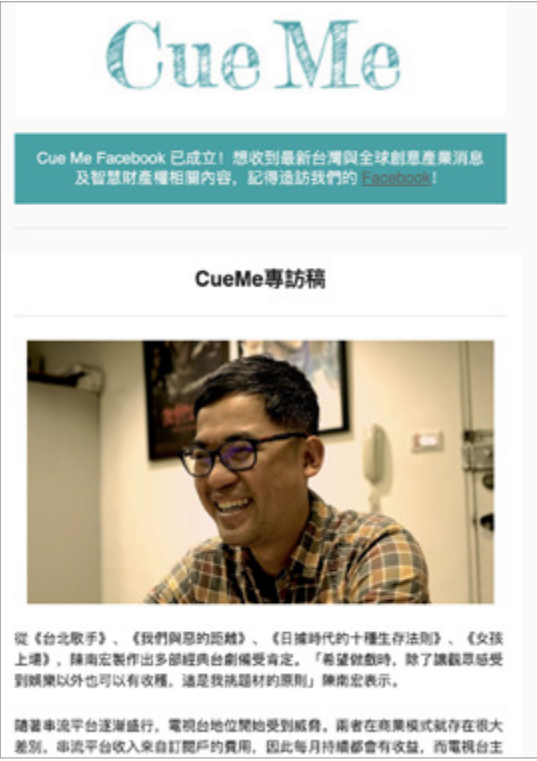 Cue Me
Cue Me Facebook 已成立！想收到最新台灣與全球創意產業消息
及智慧財產權相關內容，記得造訪我們的 Facebook！
CueMe專訪稿
從《台北歌手》、《我們與惡的距離》、《日據時代的十種生存法則》、《女孩
上場》，陳南宏製作出多部經典台劇備受肯定。「希望做戲時，除了讓觀眾感受
到娛樂以外也可以有收穫，這是我挑題材的原則」陳南宏表示。
隨著串流平台逐漸盛行，電視台地位開始受到威脅。兩者在商業模式就存在很大
差別，串流平台收入來自訂閱戶的費用，因此每月持續都會有收益，而電視台主